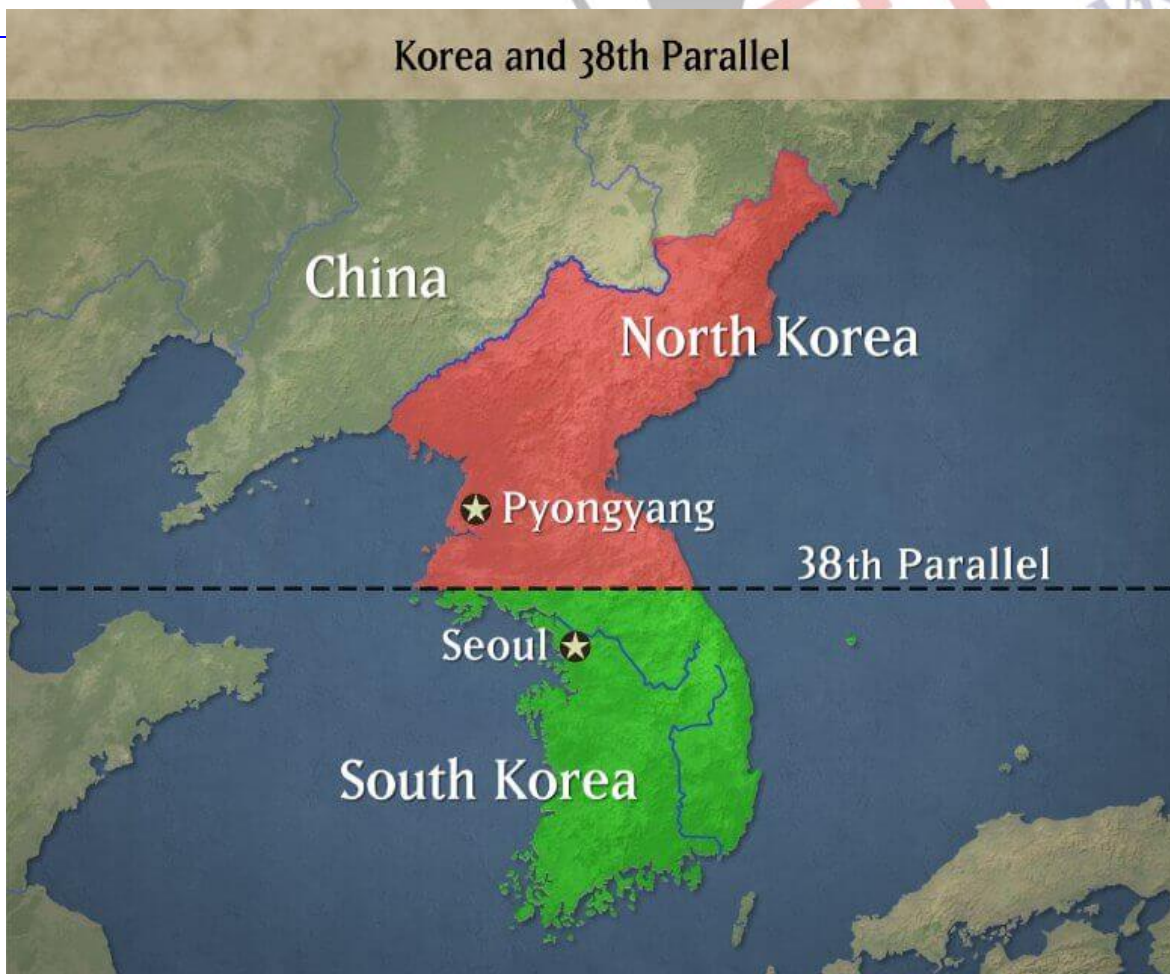 Korea and 38th Parallel
China
North Korea
Pyongyang
38th Parallel
Seoul
South Korea